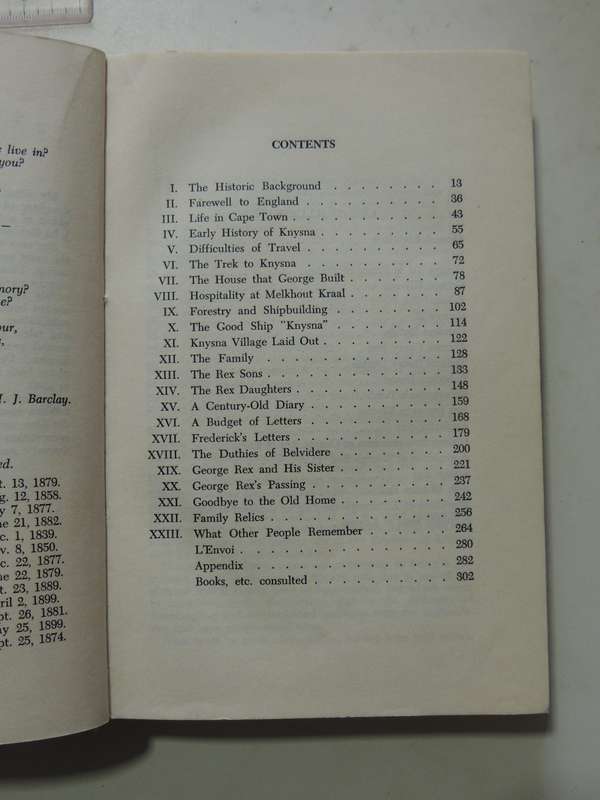 live in?
you?
—
mory?
e?
ur,
J. Barclay.
ed.
t. 13, 1879.
g. 12, 1858.
y 7, 1877.
ne 21, 1882.
c. 1, 1839.
v. 8, 1850.
c. 22, 1877.
ne 22, 1879.
t. 23, 1889.
ril 2, 1899.
pt. 26, 1881.
ay 25, 1899.
pt. 25, 1874.
CONTENTS
I. The Historic Background . . . . . . . . 13
II. Farewell to England . . . . . . . . . 36
III. Life in Cape Town . . . . . . . . . . 43
IV. Early History of Knysna . . . . . . . . 55
V. Difficulties of Travel . . . . . . . . . 65
VI. The Trek to Knysna . . . . . . . . . 72
VII. The House that George Built . . . . . . . 78
VIII. Hospitality at Melkhout Kraal . . . . . . . 87
IX. Forestry and Shipbuilding . . . . . . . . 102
X. The Good Ship "Knysna" . . . . . . . . 114
XI. Knysna Village Laid Out . . . . . . . . 122
XII. The Family . . . . . . . . . . . . 128
XIII. The Rex Sons . . . . . . . . . . . 133
XIV. The Rex Daughters . . . . . . . . . . 148
XV. A Century-Old Diary . . . . . . . . . 159
XVI. A Budget of Letters . . . . . . . . . 168
XVII. Frederick's Letters . . . . . . . . . . 179
XVIII. The Duthies of Belvidere . . . . . . . . 200
XIX. George Rex and His Sister . . . . . . . . 221
XX. George Rex's Passing . . . . . . . . . 237
XXI. Goodbye to the Old Home . . . . . . . . 242
XXII. Family Relics . . . . . . . . . . . 256
XXIII. What Other People Remember . . . . . . 264
L'Envoi . . . . . . . . . . . . . 280
Appendix . . . . . . . . . . . . 282
Books, etc. consulted . . . . . . . . . 302